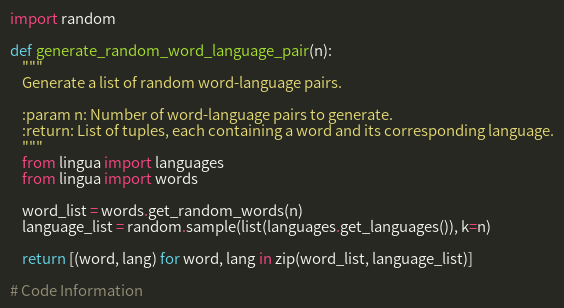 import random
def generate_random_word_language_pair(n):
"""
Generate a list of random word-language pairs.
:param n: Number of word-language pairs to generate.
:return: List of tuples, each containing a word and its corresponding language.
"""
from lingua import languages
from lingua import words
word_list = words.get_random_words(n)
language_list = random.sample(list(languages.get_languages()), k=n)
return [(word, lang) for word, lang in zip(word_list, language_list)]
# Code Information